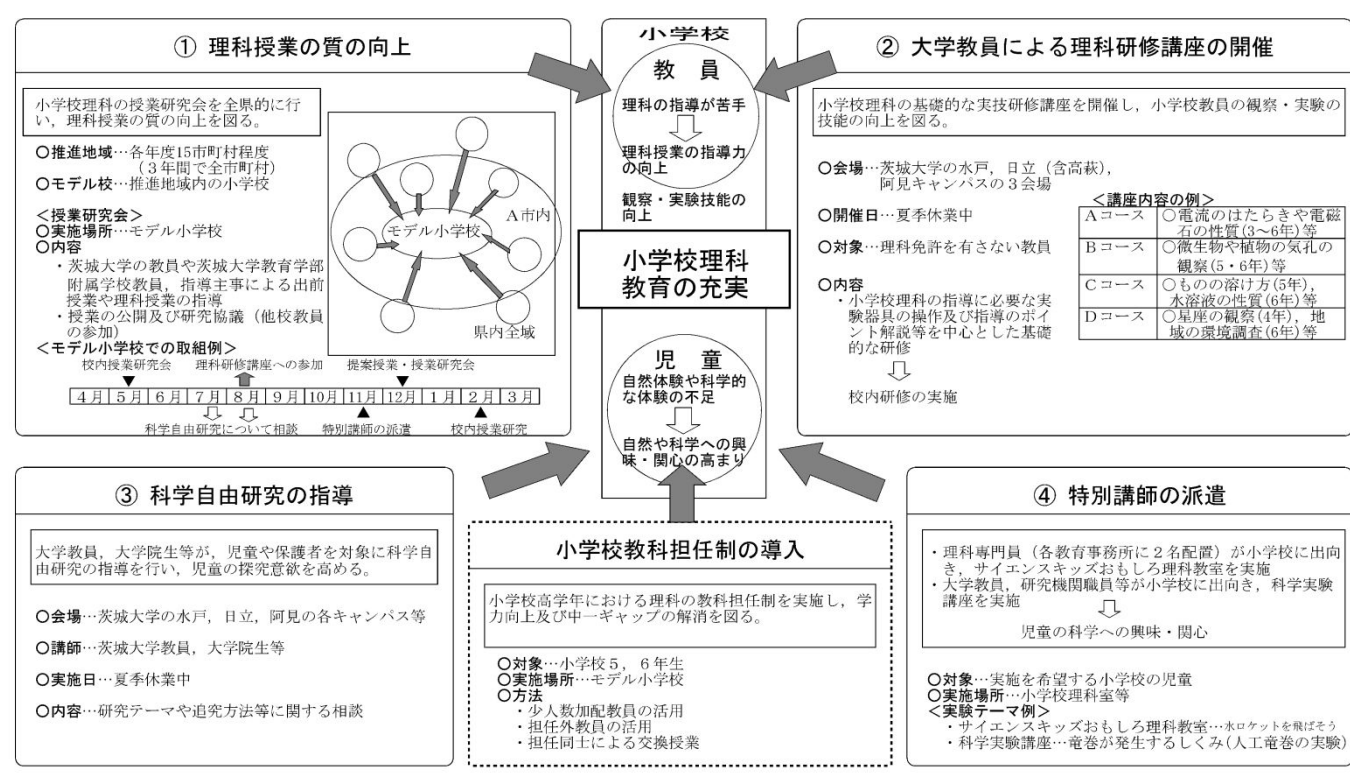 ① 理科授業の質の向上
小学校理科の授業研究会を全県的に行
い，理科授業の質の向上を図る。
○推進地域…各年度15市町村程度
（３年間で全市町村）
○モデル校…推進地域内の小学校
＜授業研究会＞
○実施場所…モデル小学校
○内容
・茨城大学の教員や茨城大学教育学部
附属学校教員，指導主事による出前
授業や理科授業の指導
・授業の公開及び研究協議（他校教員
の参加）
A市内
モデル小学校
県内全域
＜モデル小学校での取組例＞
校内授業研究会 理科研修講座への参加 提案授業・授業研究会
4月 5月 6月 7月 8月 9月 10月 11月 12月 1月 2月 3月
科学自由研究について相談 特別講師の派遣 校内授業研究
小学校
教 員
理科の指導が苦手
理科授業の指導力
の向上
観察・実験技能の
向上
小学校理科
教育の充実
児 童
自然体験や科学的
な体験の不足
自然や科学への興
味・関心の高まり
② 大学教員による理科研修講座の開催
小学校理科の基礎的な実技研修講座を開催し，小学校教員の観察・実験の
技能の向上を図る。
○会場…茨城大学の水戸，日立（含高萩），
阿見キャンパスの３会場
○開催日…夏季休業中
○対象…理科免許を有さない教員
○内容
・小学校理科の指導に必要な実
験器具の操作及び指導のポイ
ント解説等を中心とした基礎
的な研修
校内研修の実施
＜講座内容の例＞
Aコース ○電流のはたらきや電磁
石の性質(3～6年)等
Bコース ○微生物や植物の気孔の
観察(5・6年)等
Cコース ○ものの溶け方(5年)，
水溶液の性質(6年)等
Dコース ○星座の観察(4年)，地
域の環境調査(6年)等
③ 科学自由研究の指導
大学教員，大学院生等が，児童や保護者を対象に科学自
由研究の指導を行い，児童の探究意欲を高める。
○会場…茨城大学の水戸，日立，阿見の各キャンパス等
○講師…茨城大学教員，大学院生等
○実施日…夏季休業中
○内容…研究テーマや追究方法等に関する相談
小学校教科担任制の導入
小学校高学年における理科の教科担任制を実施し，学
力向上及び中一ギャップの解消を図る。
○対象…小学校５，６年生
○実施場所…モデル小学校
○方法
・少人数加配教員の活用
・担任外教員の活用
・担任同士による交換授業
④ 特別講師の派遣
・理科専門員（各教育事務所に２名配置）が小学校に出向
き，サイエンスキッズおもしろ理科教室を実施
・大学教員，研究機関職員等が小学校に出向き，科学実験
講座を実施
児童の科学への興味・関心
○対象…実施を希望する小学校の児童
○実施場所…小学校理科室等
＜実験テーマ例＞
・サイエンスキッズおもしろ理科教室…水ロケットを飛ばそう
・科学実験講座…竜巻が発生するしくみ(人工竜巻の実験)